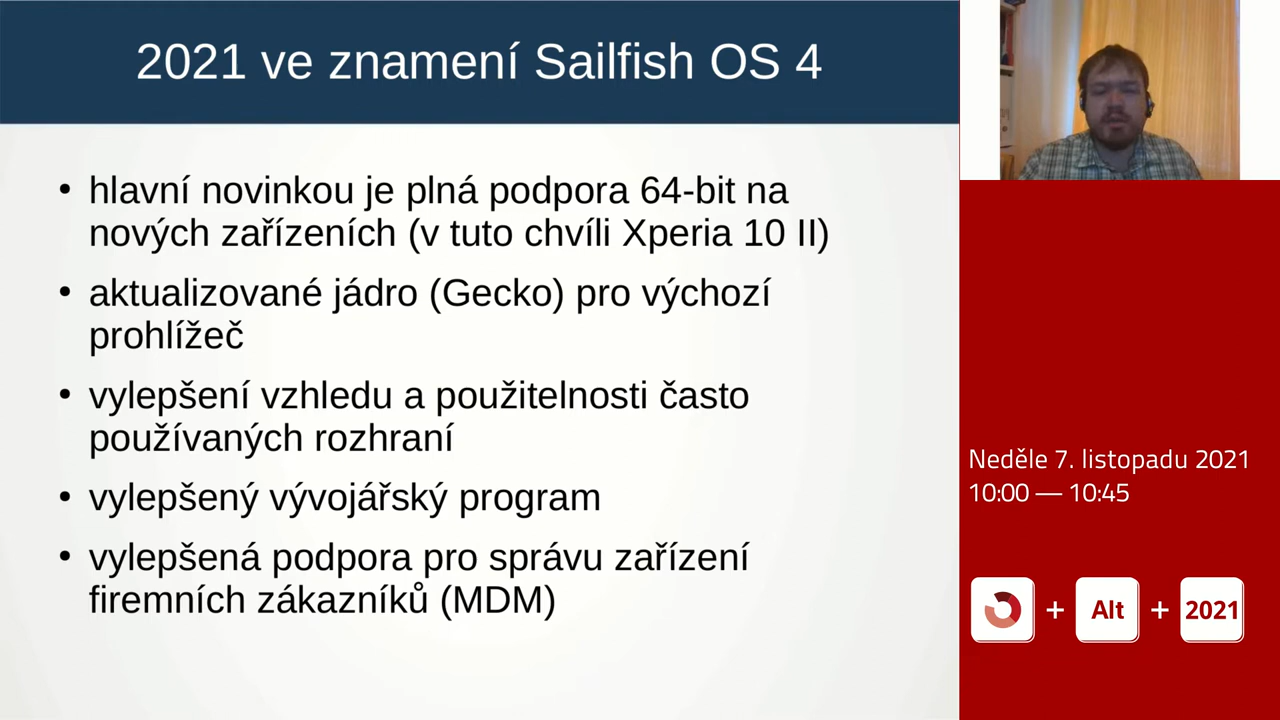 2021 ve znamení Sailfish OS 4
• hlavní novinkou je plná podpora 64-bit na
nových zařízeních (v tuto chvíli Xperia 10 II)
• aktualizované jádro (Gecko) pro výchozí
prohlížeč
• vylepšení vzhledu a použitelnosti často
používaných rozhraní
• vylepšený vývojářský program
• vylepšená podpora pro správu zařízení
firemních zákazníků (MDM)
Neděle 7. listopadu 2021
10:00 — 10:45
+ Alt + 2021